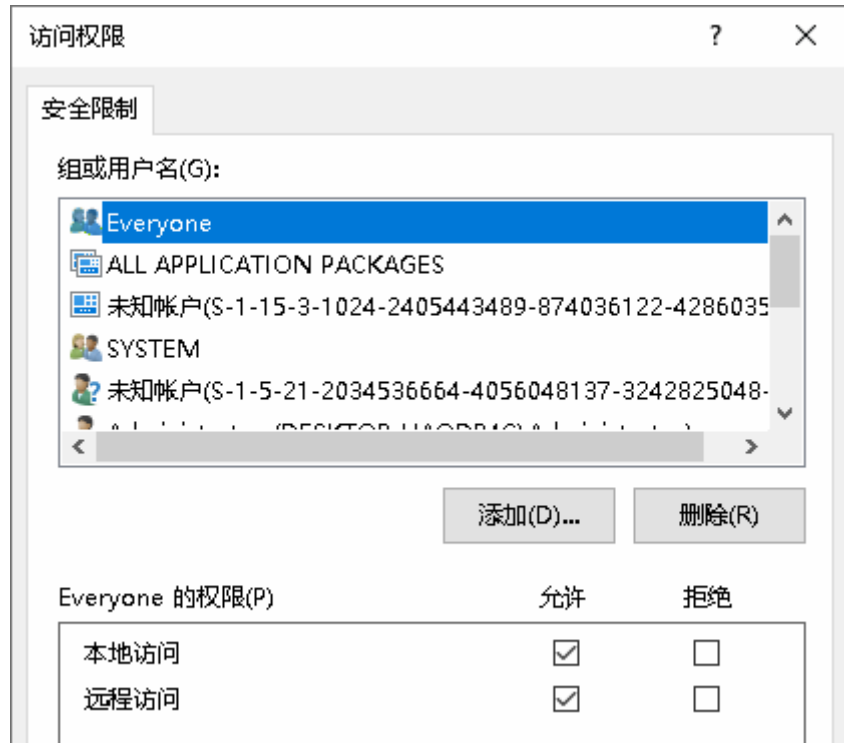 访问权限
安全限制
组或用户名(G):
Everyone
ALL APPLICATION PACKAGES
未知帐户(S-1-15-3-1024-2405443489-874036122-4286035
SYSTEM
未知帐户(S-1-5-21-2034536664-4056048137-3242825048-
添加(D)... 删除(R)
Everyone 的权限(P) 允许 拒绝
本地访问
远程访问